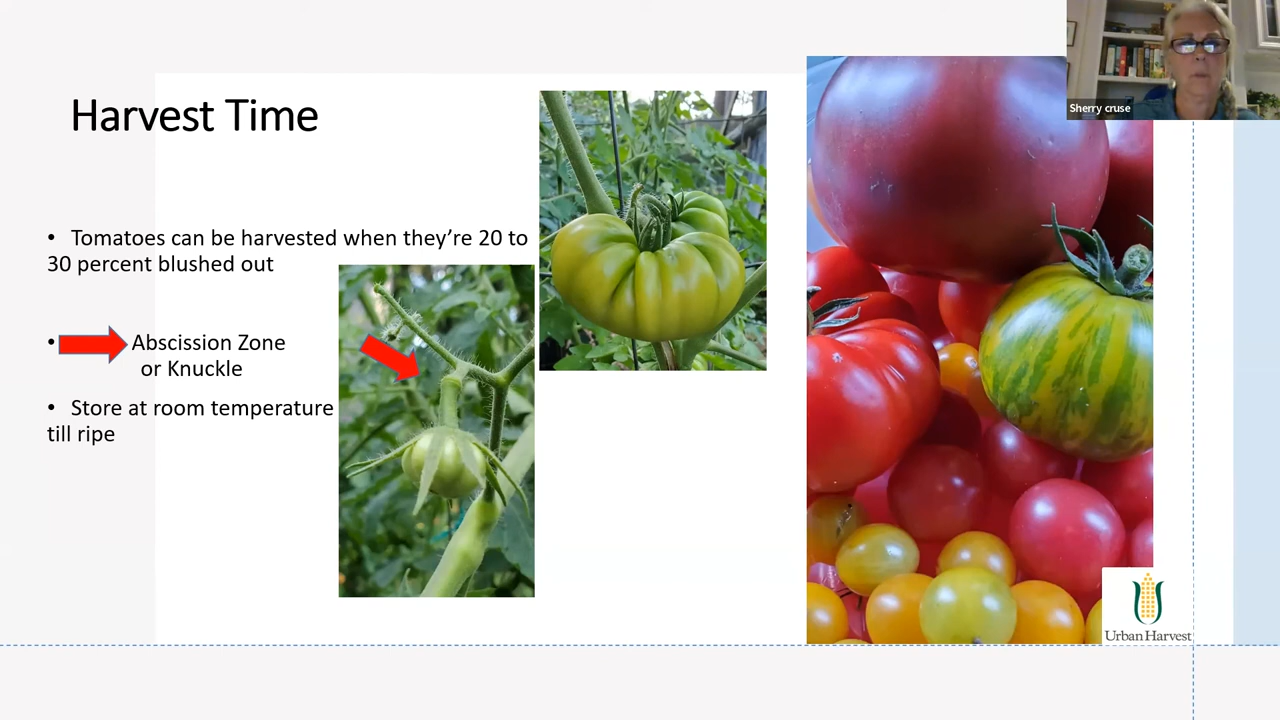 Sherry cruse
Harvest Time
• Tomatoes can be harvested when they’re 20 to
30 percent blushed out
• Abscission Zone
or Knuckle
• Store at room temperature
till ripe
Urban Harvest